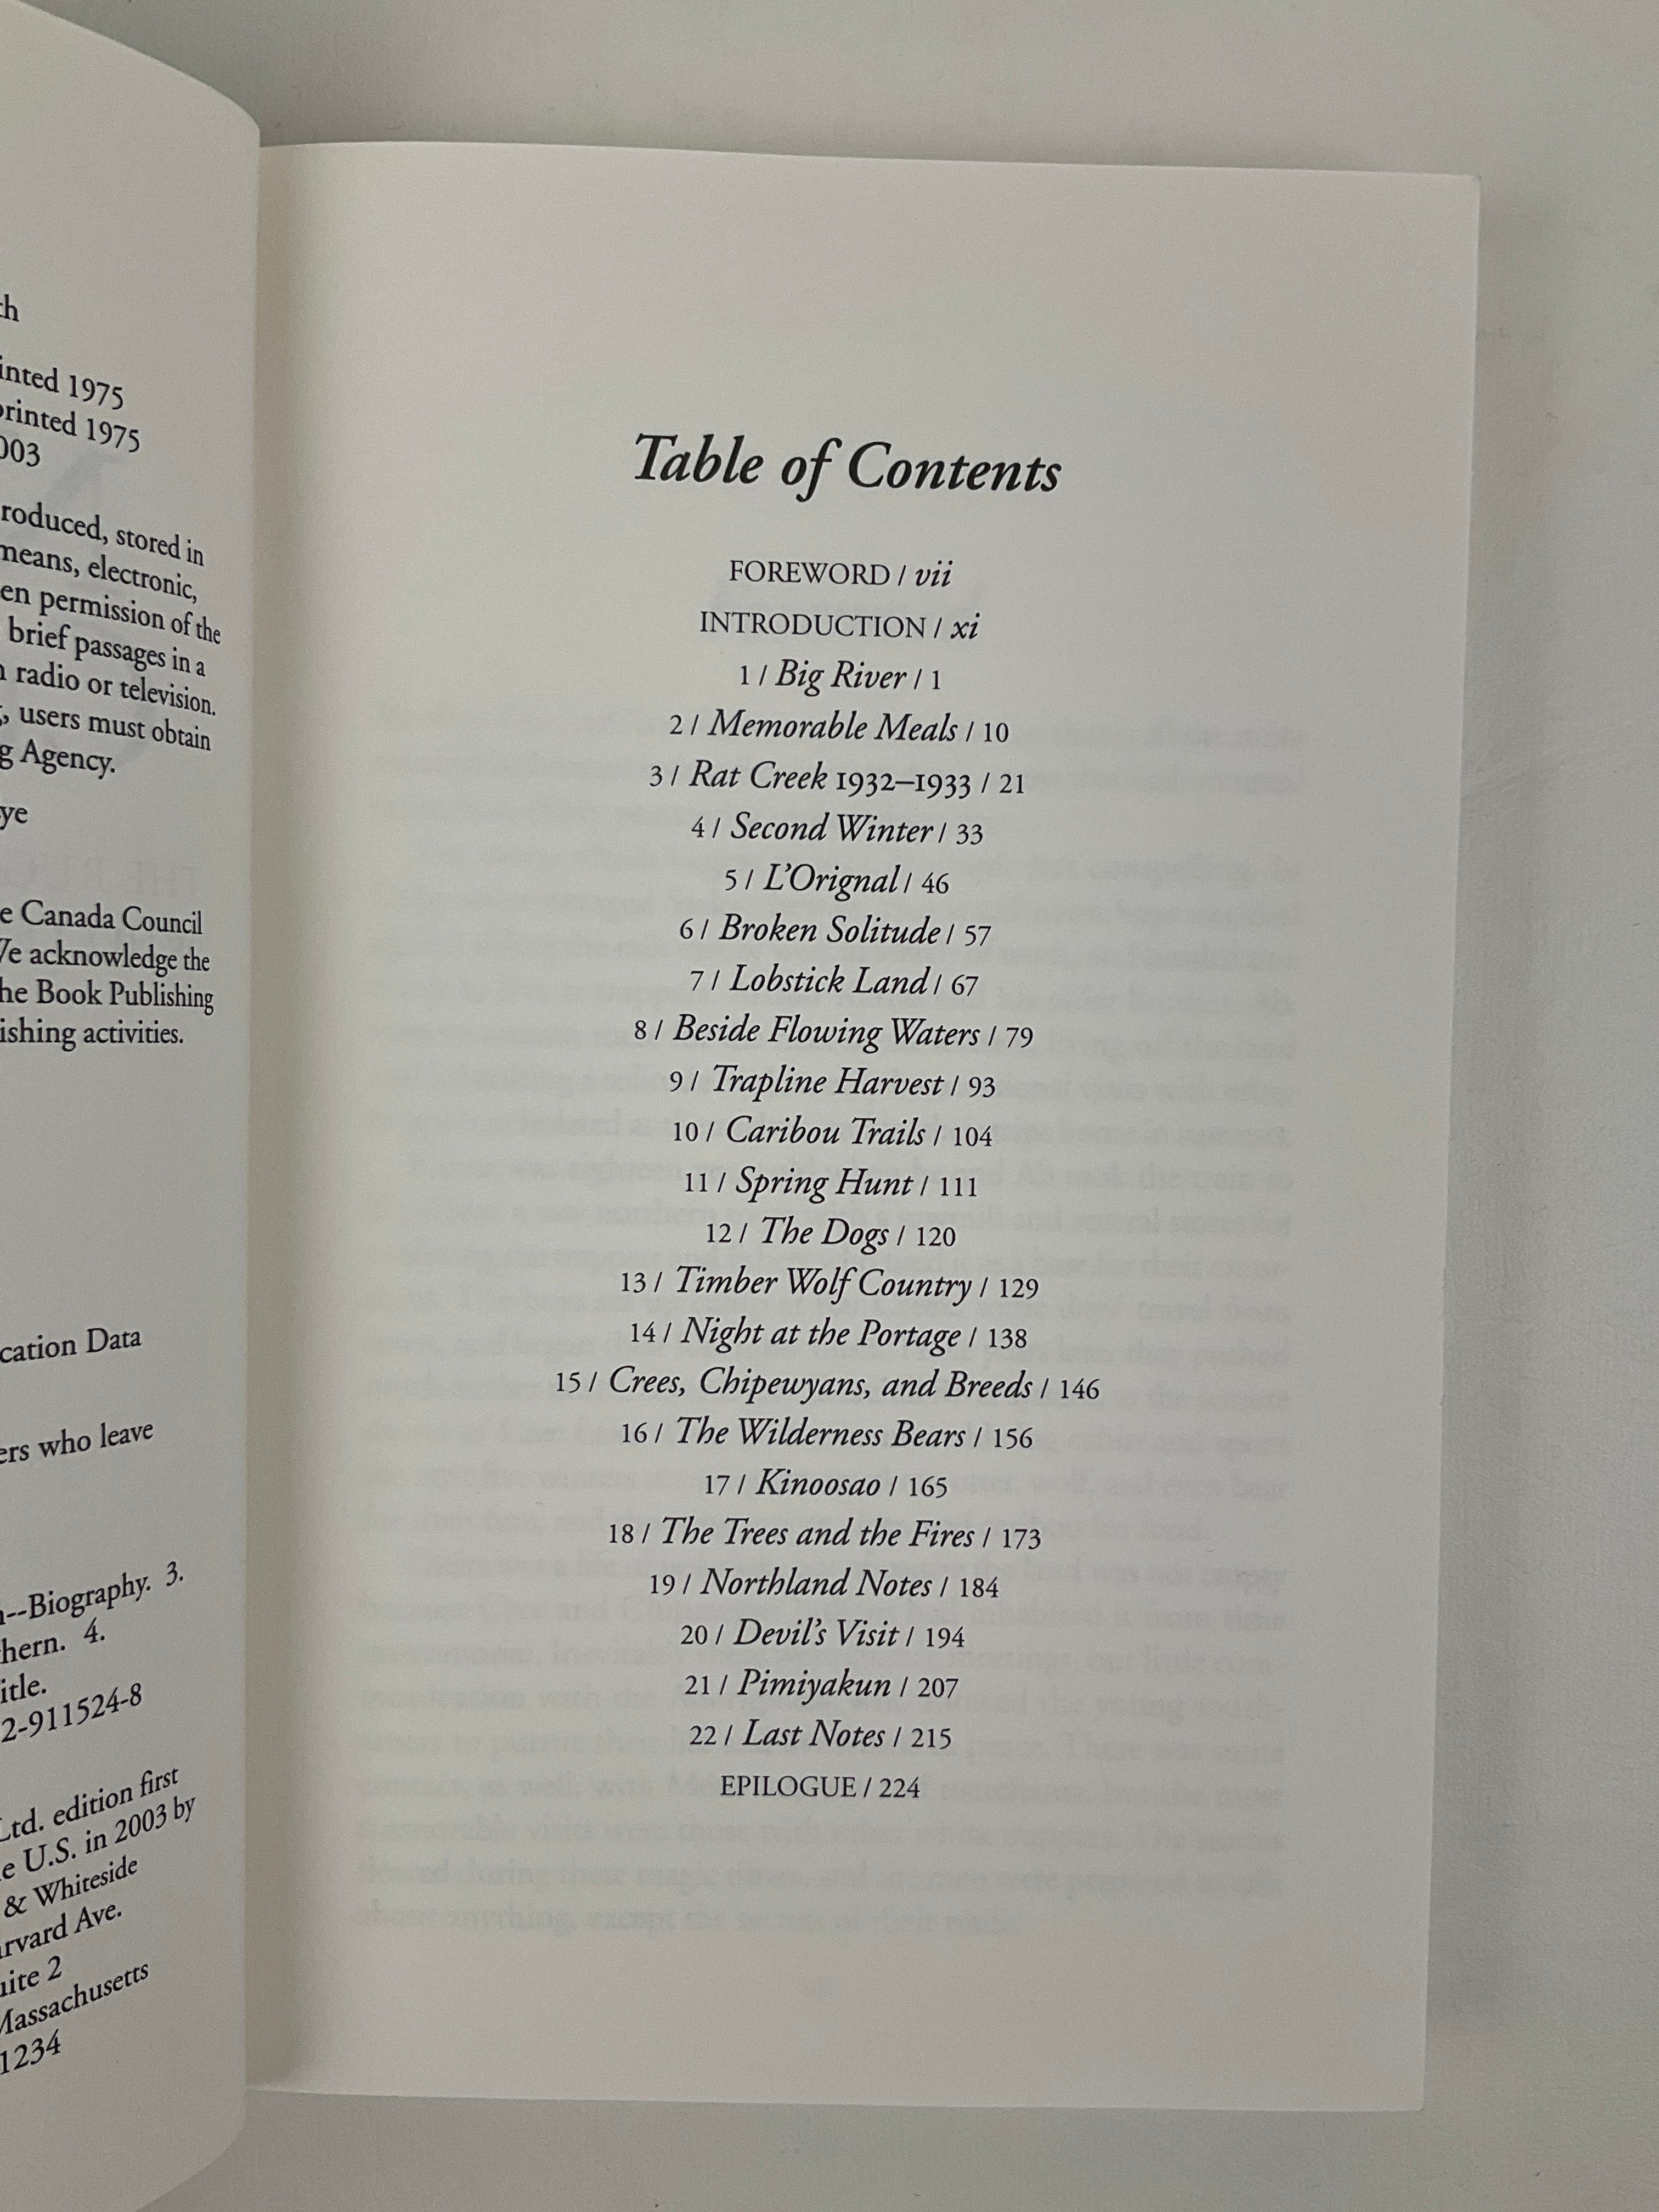 inted 1975
printed 1975
003
roduced, stored in
means, electronic,
en permission of the
brief passages in a
radio or television.
, users must obtain
g Agency.
ye
e Canada Council
We acknowledge the
he Book Publishing
ishing activities.
cation Data
ers who leave
--Biography. 3.
hern. 4.
itle.
2-911524-8
Ltd. edition first
e U.S. in 2003 by
& Whiteside
arvard Ave.
uite 2
Massachusetts
1234
Table of Contents
FOREWORD / vii
INTRODUCTION / xi
1 / Big River / 1
2 / Memorable Meals / 10
3 / Rat Creek 1932–1933 / 21
4 / Second Winter / 33
5 / L’Orignal / 46
6 / Broken Solitude / 57
7 / Lobstick Land / 67
8 / Beside Flowing Waters / 79
9 / Trapline Harvest / 93
10 / Caribou Trails / 104
11 / Spring Hunt / 111
12 / The Dogs / 120
13 / Timber Wolf Country / 129
14 / Night at the Portage / 138
15 / Crees, Chipewyans, and Breeds / 146
16 / The Wilderness Bears / 156
17 / Kinoosao / 165
18 / The Trees and the Fires / 173
19 / Northland Notes / 184
20 / Devil’s Visit / 194
21 / Pimiyakun / 207
22 / Last Notes / 215
EPILOGUE / 224